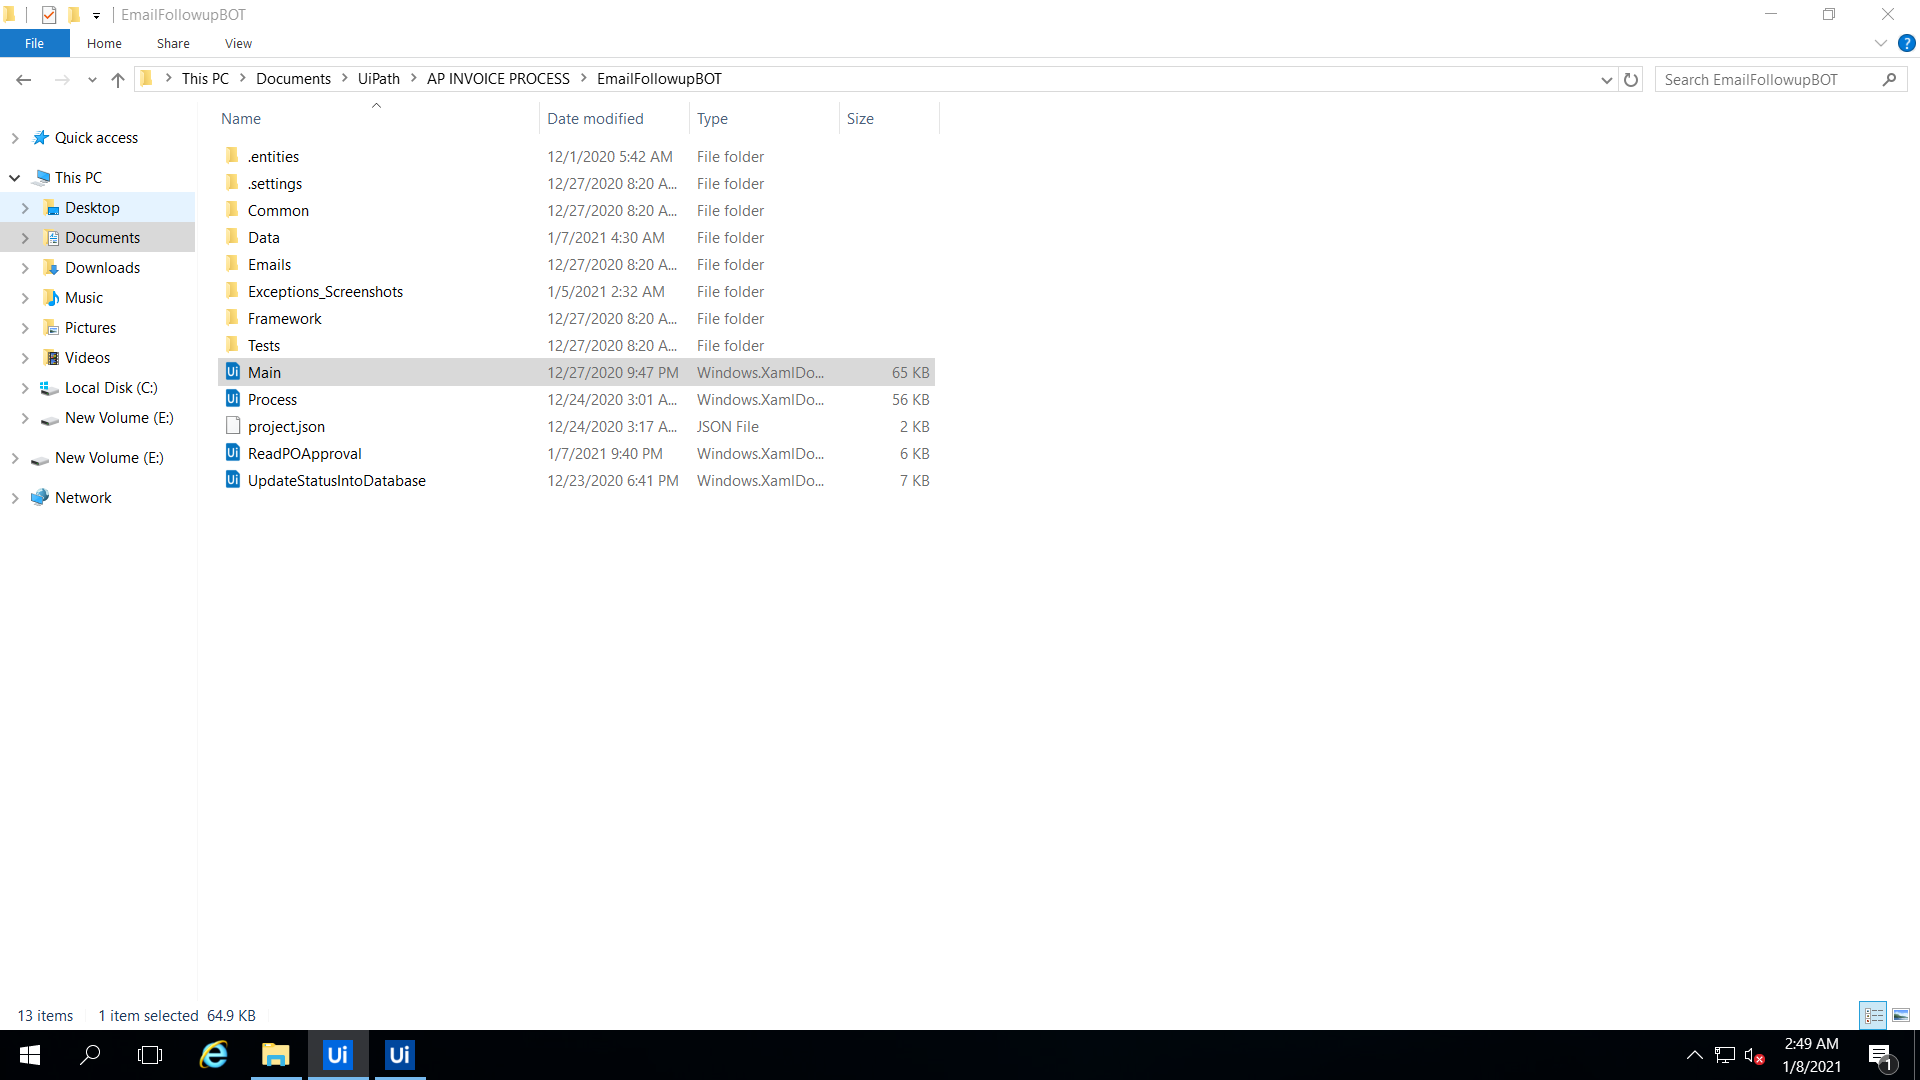 EmailFollowupBOT
File Home Share View
?
This PC > Documents > UiPath > AP INVOICE PROCESS > EmailFollowupBOT
Search EmailFollowupBOT
Name Date modified Type Size
Quick access
This PC
Desktop
Documents
Downloads
Music
Pictures
Videos
Local Disk (C:)
New Volume (E:)
New Volume (E:)
Network
.entities 12/1/2020 5:42 AM File folder
.settings 12/27/2020 8:20 A... File folder
Common 12/27/2020 8:20 A... File folder
Data 1/7/2021 4:30 AM File folder
Emails 12/27/2020 8:20 A... File folder
Exceptions_Screenshots 1/5/2021 2:32 AM File folder
Framework 12/27/2020 8:20 A... File folder
Tests 12/27/2020 8:20 A... File folder
Ui Main 12/27/2020 9:47 PM Windows.XamlDo... 65 KB
Ui Process 12/24/2020 3:01 A... Windows.XamlDo... 56 KB
project.json 12/24/2020 3:17 A... JSON File 2 KB
Ui ReadPOApproval 1/7/2021 9:40 PM Windows.XamlDo... 6 KB
Ui UpdateStatusIntoDatabase 12/23/2020 6:41 PM Windows.XamlDo... 7 KB
13 items 1 item selected 64.9 KB
Ui Ui
2:49 AM
1/8/2021
1